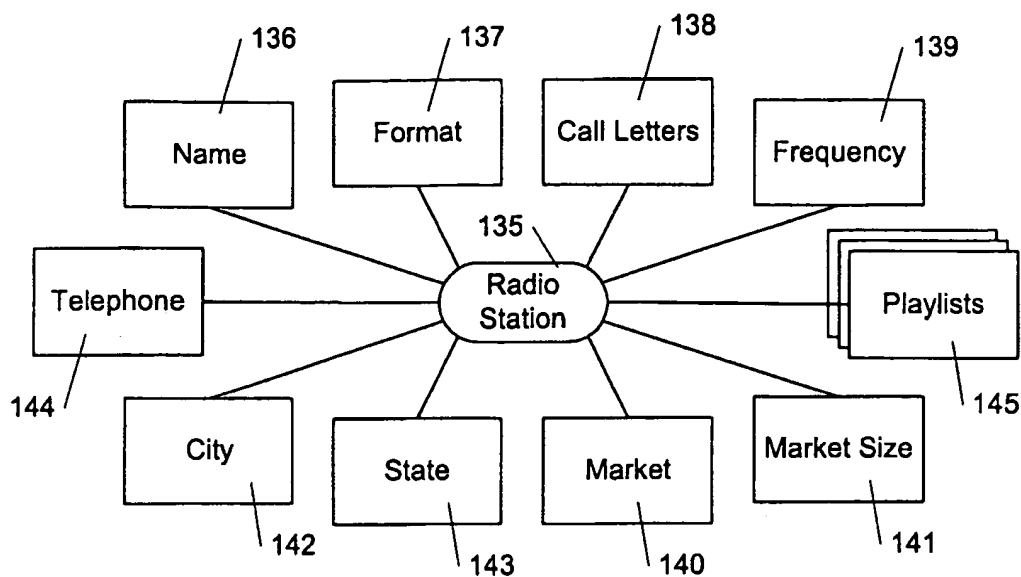 136
137
138
139
Name
Format
Call Letters
Frequency
135
Radio
Station
Telephone
Playlists
144
145
City
State
Market
Market Size
142
143
140
141